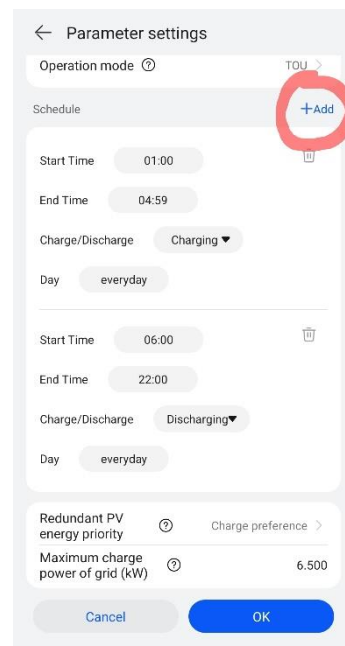 Parameter settings
Operation mode TOU
Schedule +Add
Start Time 01:00
End Time 04:59
Charge/Discharge Charging
Day everyday
Start Time 06:00
End Time 22:00
Charge/Discharge Discharging
Day everyday
Redundant PV
energy priority Charge preference
Maximum charge
power of grid (kW) 6.500
Cancel OK